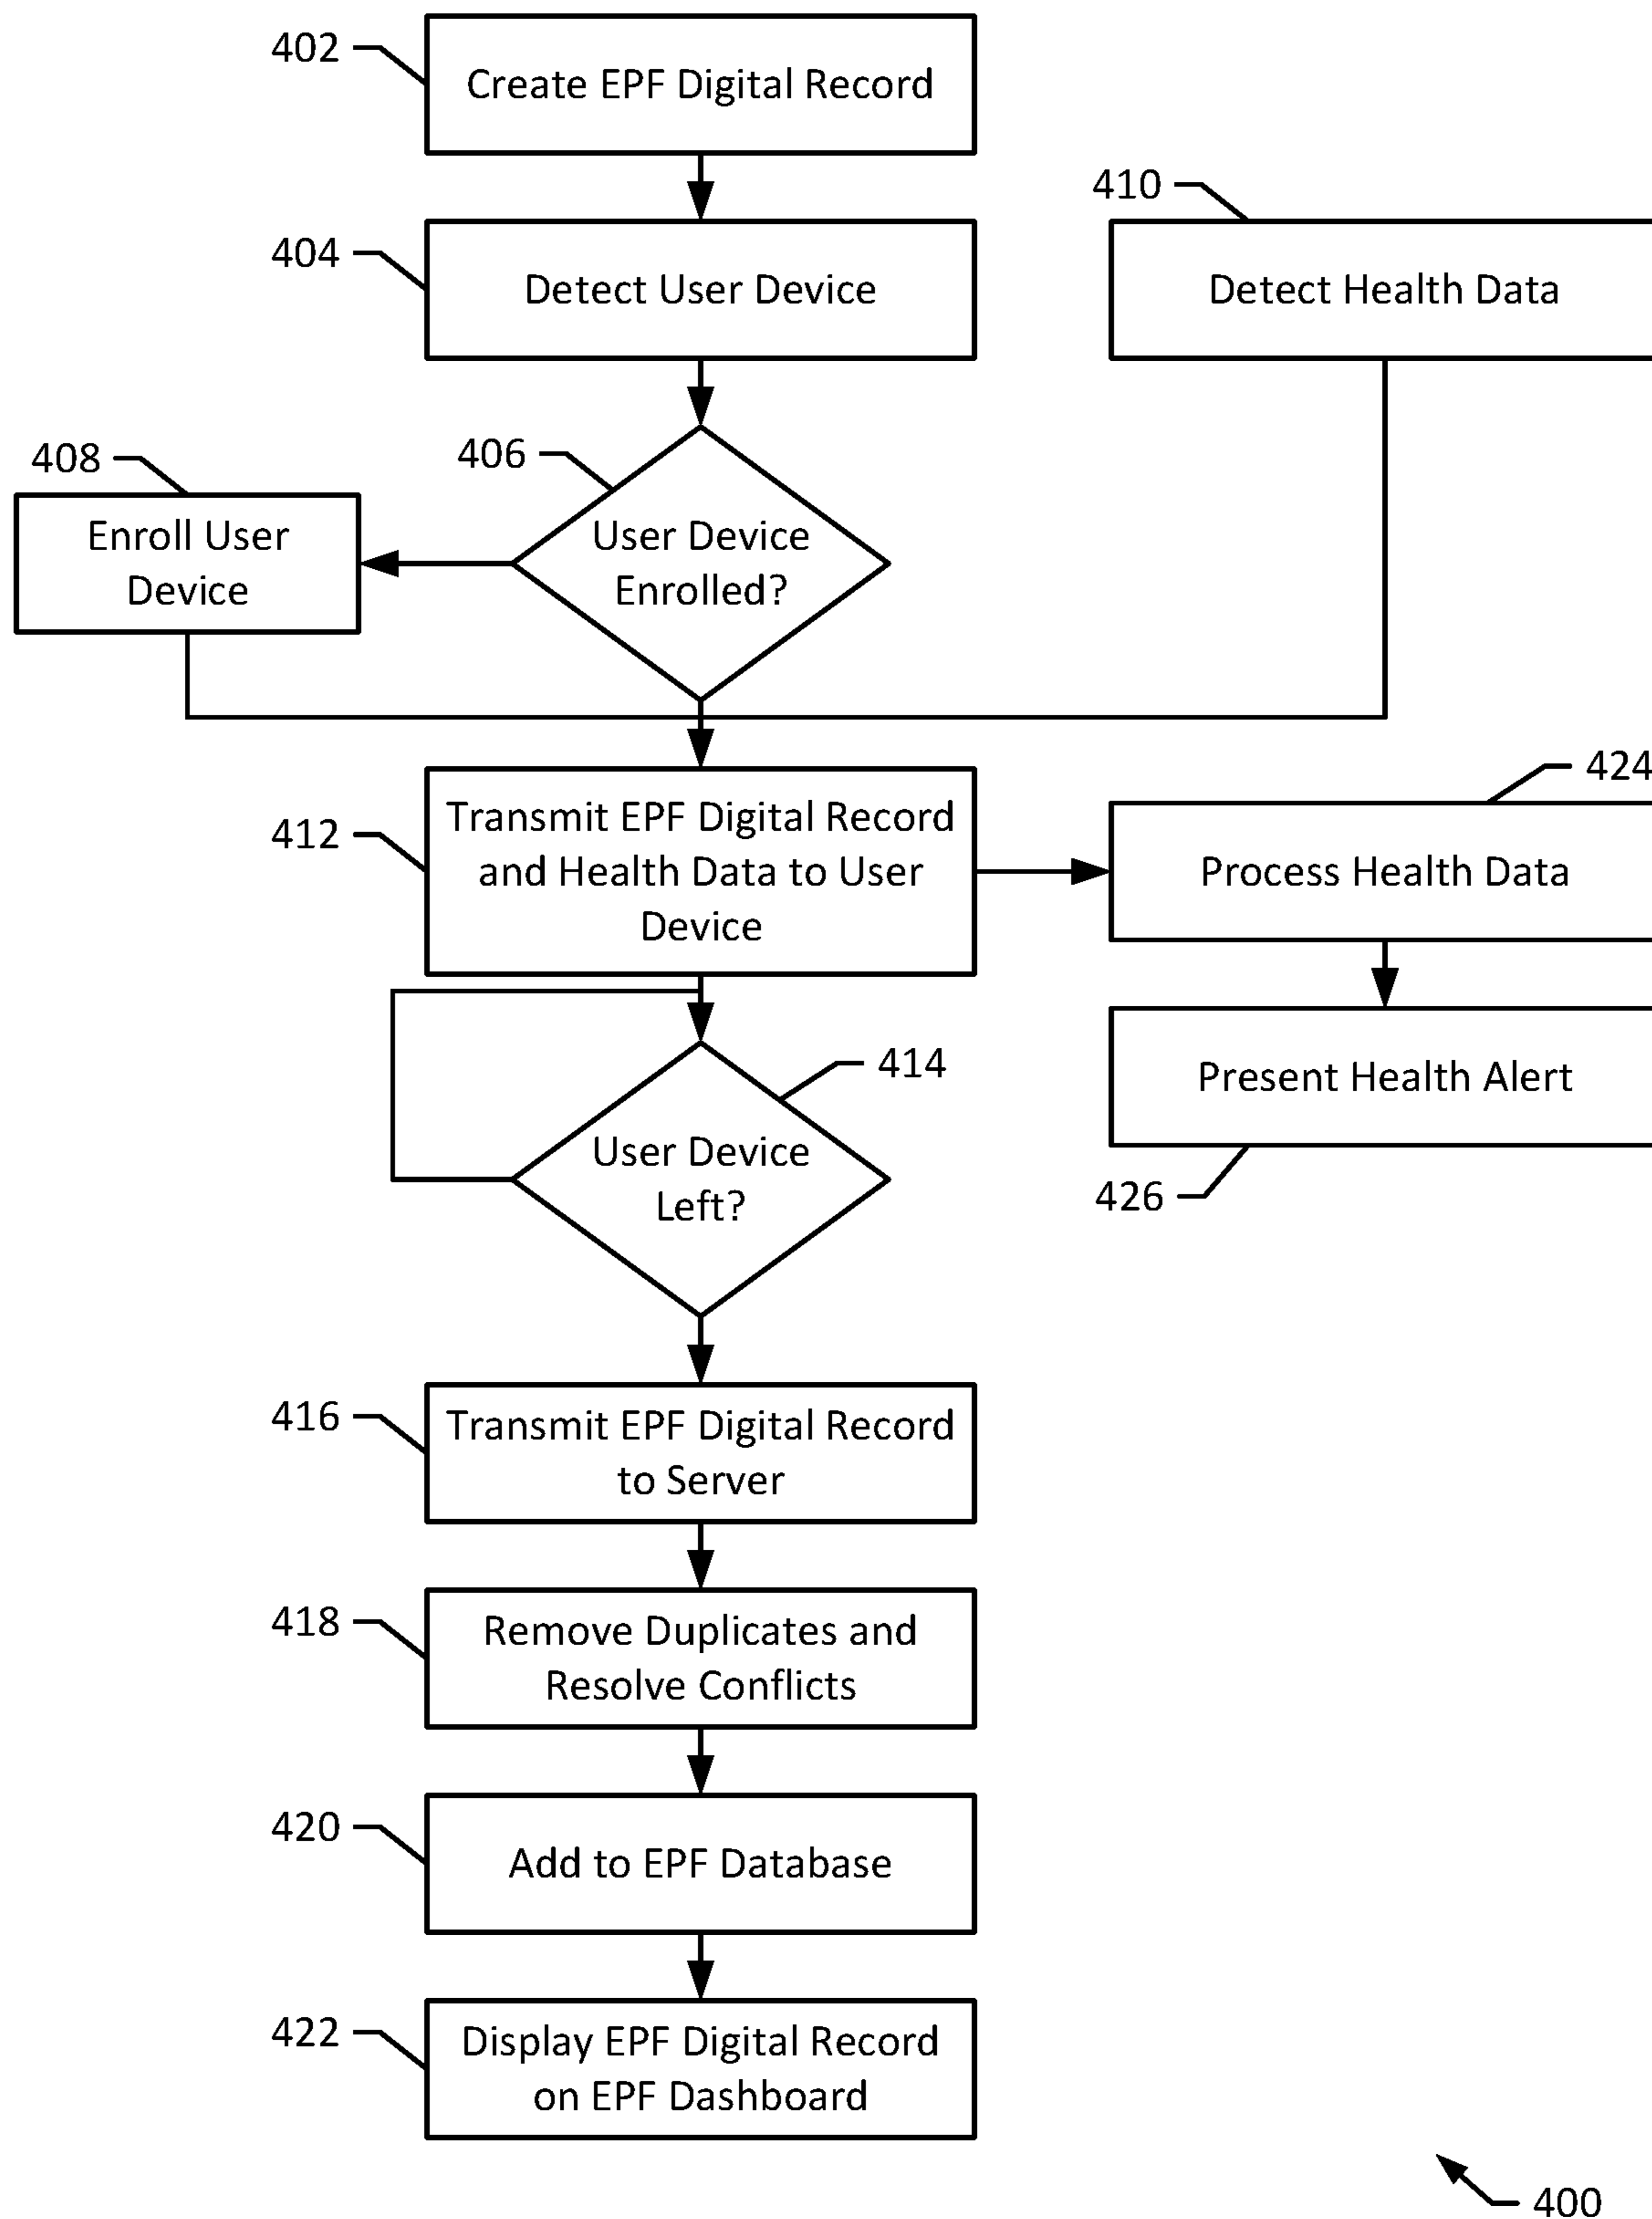 402
Create EPF Digital Record
410
404
Detect User Device
Detect Health Data
408
406
Enroll User
Device
User Device
Enrolled?
424
412
Transmit EPF Digital Record
and Health Data to User
Device
Process Health Data
414
User Device
Left?
Present Health Alert
426
416
Transmit EPF Digital Record
to Server
418
Remove Duplicates and
Resolve Conflicts
420
Add to EPF Database
422
Display EPF Digital Record
on EPF Dashboard
400